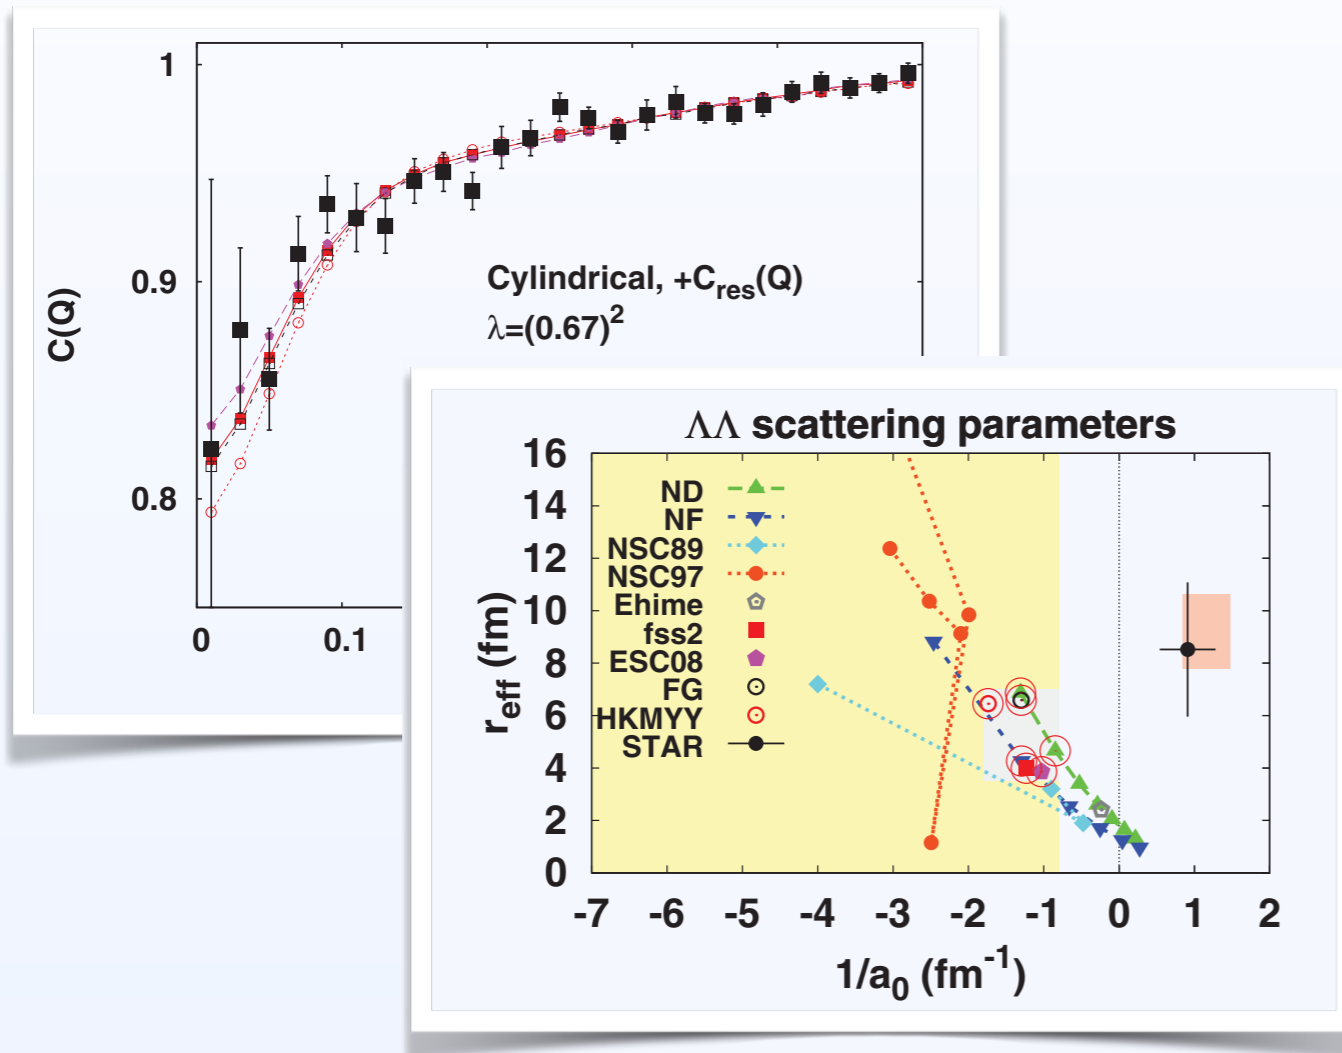 1
0.9
0.8
C(Q)
0
0.1
Cylindrical, +C_res(Q)
λ=(0.67)^2
ΛΛ scattering parameters
16
14
12
10
8
6
4
2
0
r_eff (fm)
ND
NF
NSC89
NSC97
Ehime
fss2
ESC08
FG
HKMYY
STAR
-7 -6 -5 -4 -3 -2 -1 0 1 2
1/a_0 (fm^-1)